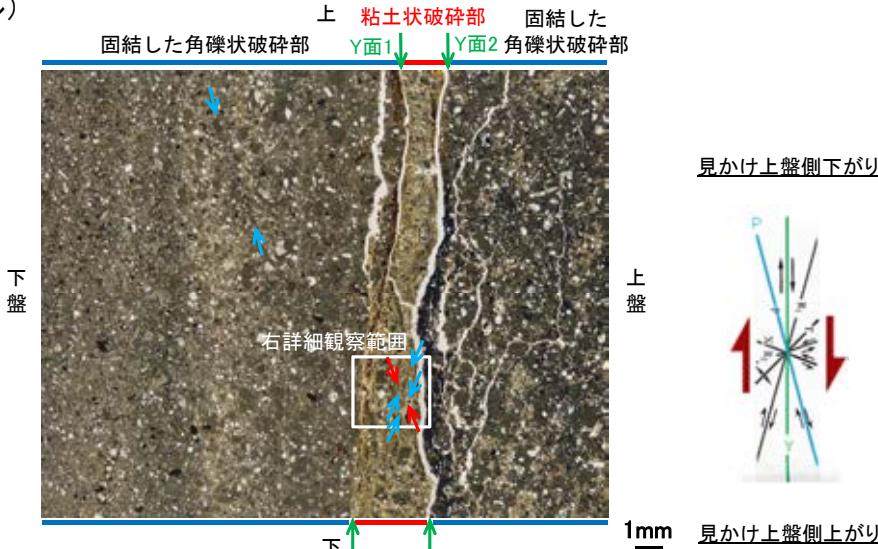 ン)
上
粘土状破砕部
固結した
角礫状破砕部
固結した角礫状破砕部
Y面1
Y面2
下盤
上盤
右詳細観察範囲
見かけ上盤側下がり
P
Y
下
1mm
見かけ上盤側上がり